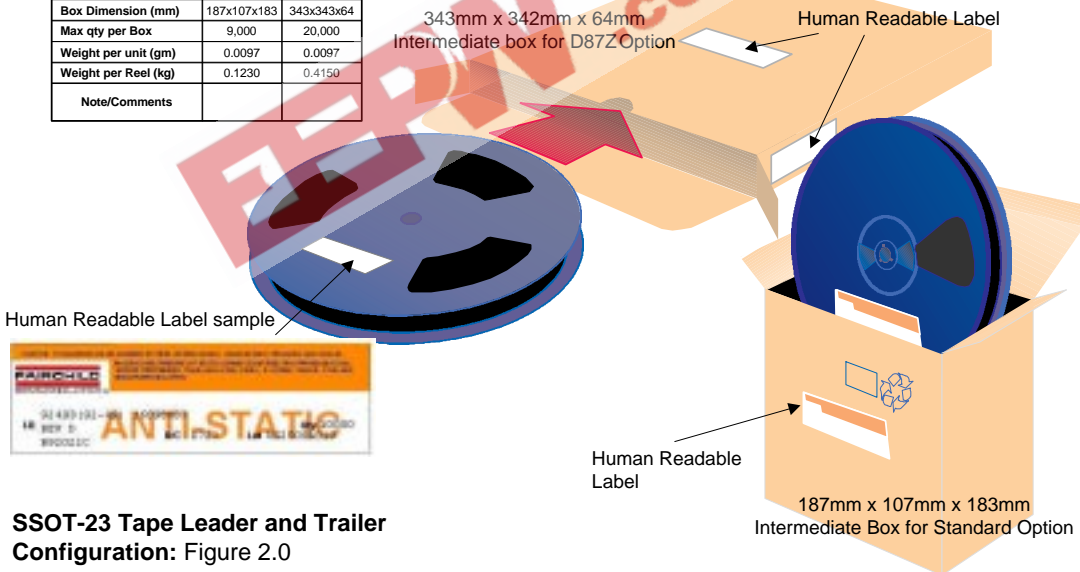 Box Dimension (mm) 187x107x183 343x343x64
Max qty per Box 9,000 20,000
Weight per unit (gm) 0.0097 0.0097
Weight per Reel (kg) 0.1230 0.4150
Note/Comments
343mm x 342mm x 64mm
Intermediate box for D87Z Option
Human Readable Label
Human Readable Label sample
FAIRCHILD
ANTI-STATIC
Human Readable
Label
187mm x 107mm x 183mm
Intermediate Box for Standard Option
SSOT-23 Tape Leader and Trailer
Configuration: Figure 2.0